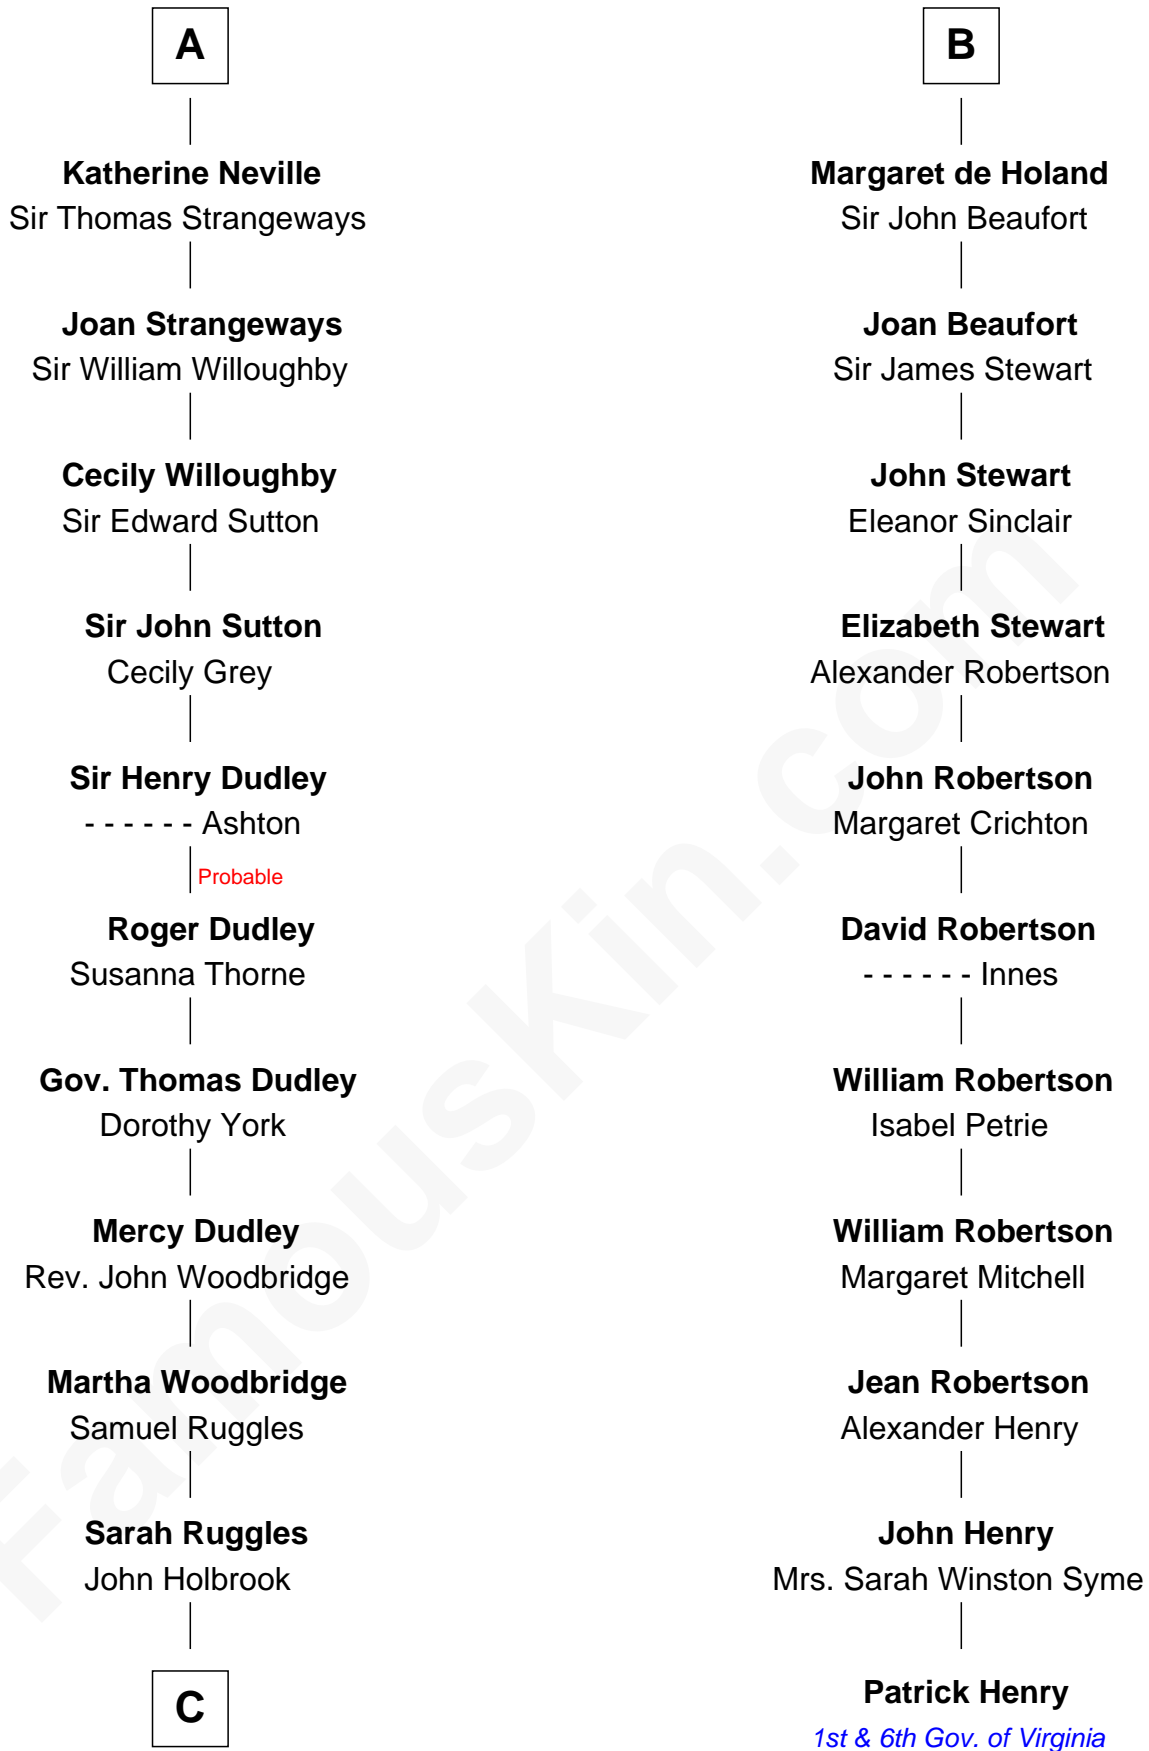 A
Katherine Neville
Sir Thomas Strangeways
Joan Strangeways
Sir William Willoughby
Cecily Willoughby
Sir Edward Sutton
Sir John Sutton
Cecily Grey
Sir Henry Dudley
- - - - - - Ashton
Probable
Roger Dudley
Susanna Thorne
Gov. Thomas Dudley
Dorothy York
Mercy Dudley
Rev. John Woodbridge
Martha Woodbridge
Samuel Ruggles
Sarah Ruggles
John Holbrook
C
B
Margaret de Holand
Sir John Beaufort
Joan Beaufort
Sir James Stewart
John Stewart
Eleanor Sinclair
Elizabeth Stewart
Alexander Robertson
John Robertson
Margaret Crichton
David Robertson
- - - - - - Innes
William Robertson
Isabel Petrie
William Robertson
Margaret Mitchell
Jean Robertson
Alexander Henry
John Henry
Mrs. Sarah Winston Syme
Patrick Henry
1st & 6th Gov. of Virginia
FamousKin.com